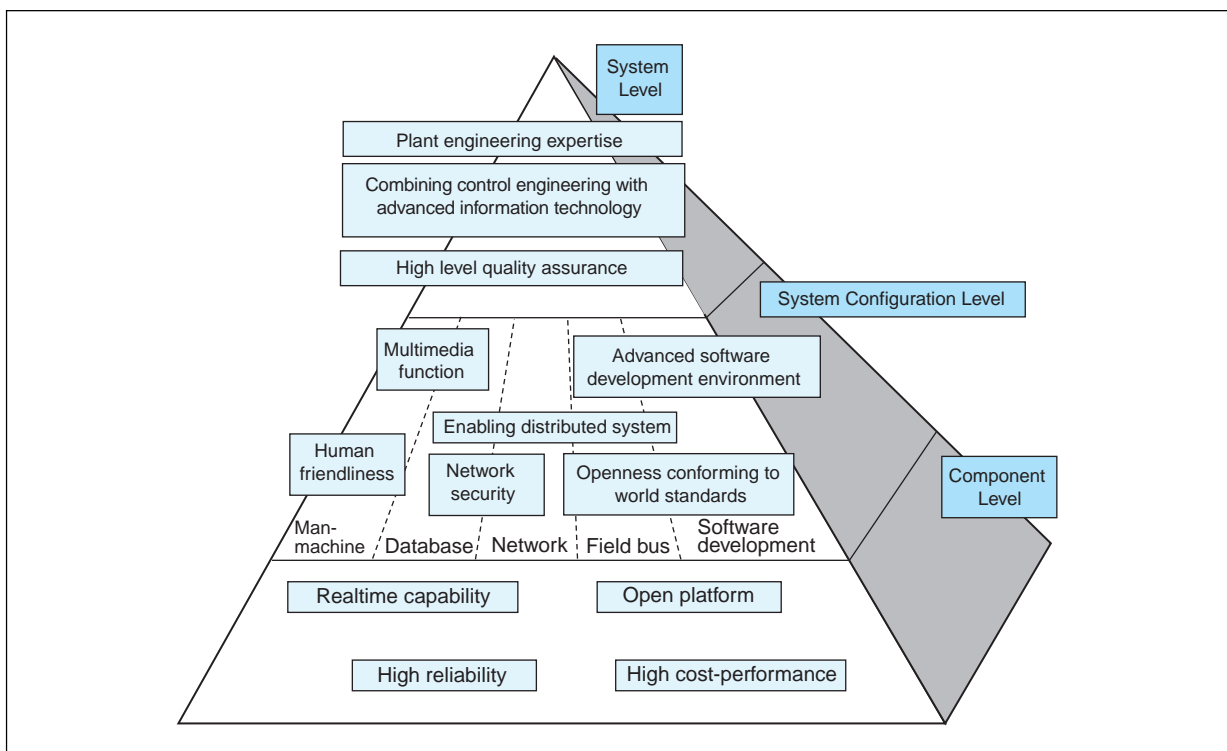 System
Level
Plant engineering expertise
Combining control engineering with
advanced information technology
High level quality assurance
System Configuration Level
Multimedia
function
Advanced software
development environment
Enabling distributed system
Human
friendliness
Network
security
Openness conforming to
world standards
Component
Level
Man-
machine
Database
Network
Field bus
Software
development
Realtime capability
Open platform
High reliability
High cost-performance